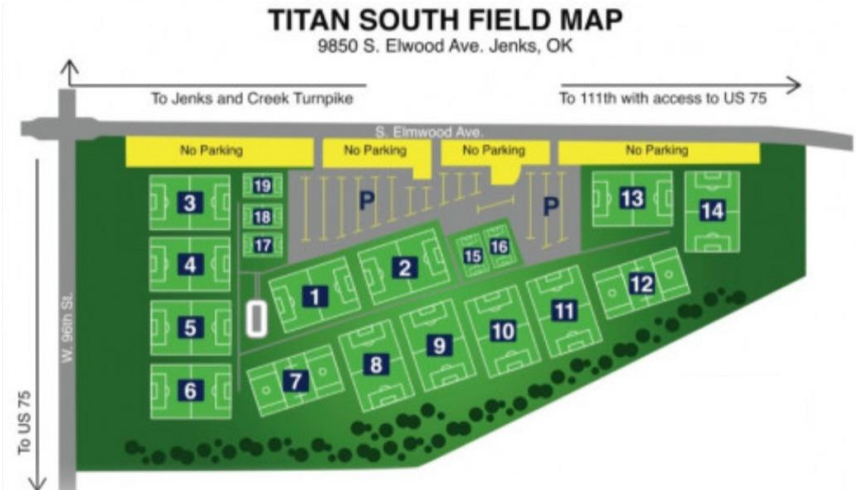 TITAN SOUTH FIELD MAP
9850 S. Elwood Ave. Jenks, OK
To Jenks and Creek Turnpike
To 111th with access to US 75
S. Elmwood Ave.
No Parking
No Parking
No Parking
No Parking
P
P
W. 96th St.
To US 75
1
2
3
4
5
6
7
8
9
10
11
12
13
14
15
16
17
18
19